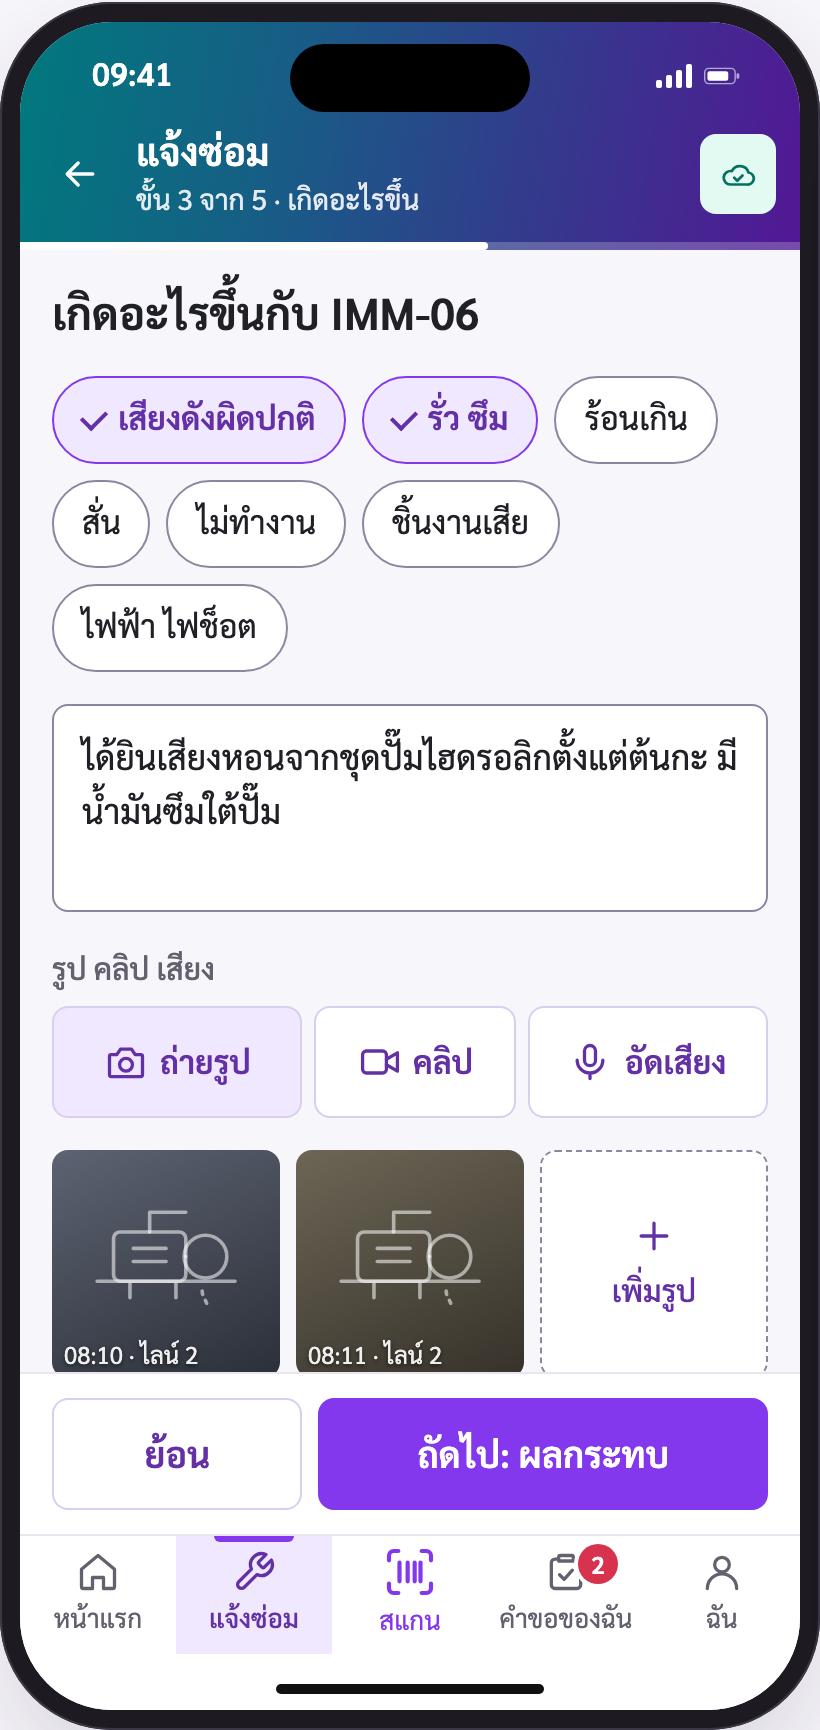 09:41
แจ้งซ่อม
ขั้น 3 จาก 5 · เกิดอะไรขึ้น
เกิดอะไรขึ้นกับ IMM-06
เสียงดังผิดปกติ
รั่ว ซึม
ร้อนเกิน
สั่น
ไม่ทำงาน
ชิ้นงานเสีย
ไฟฟ้า ไฟช็อต
ได้ยินเสียงหอนจากชุดปั๊มไฮดรอลิกตั้งแต่ต้นกะ มี
น้ำมันซึมใต้ปั๊ม
รูป คลิป เสียง
ถ่ายรูป
คลิป
อัดเสียง
08:10 · ไลน์ 2
08:11 · ไลน์ 2
เพิ่มรูป
ย้อน
ถัดไป: ผลกระทบ
หน้าแรก
แจ้งซ่อม
สแกน
2
คำขอของฉัน
ฉัน